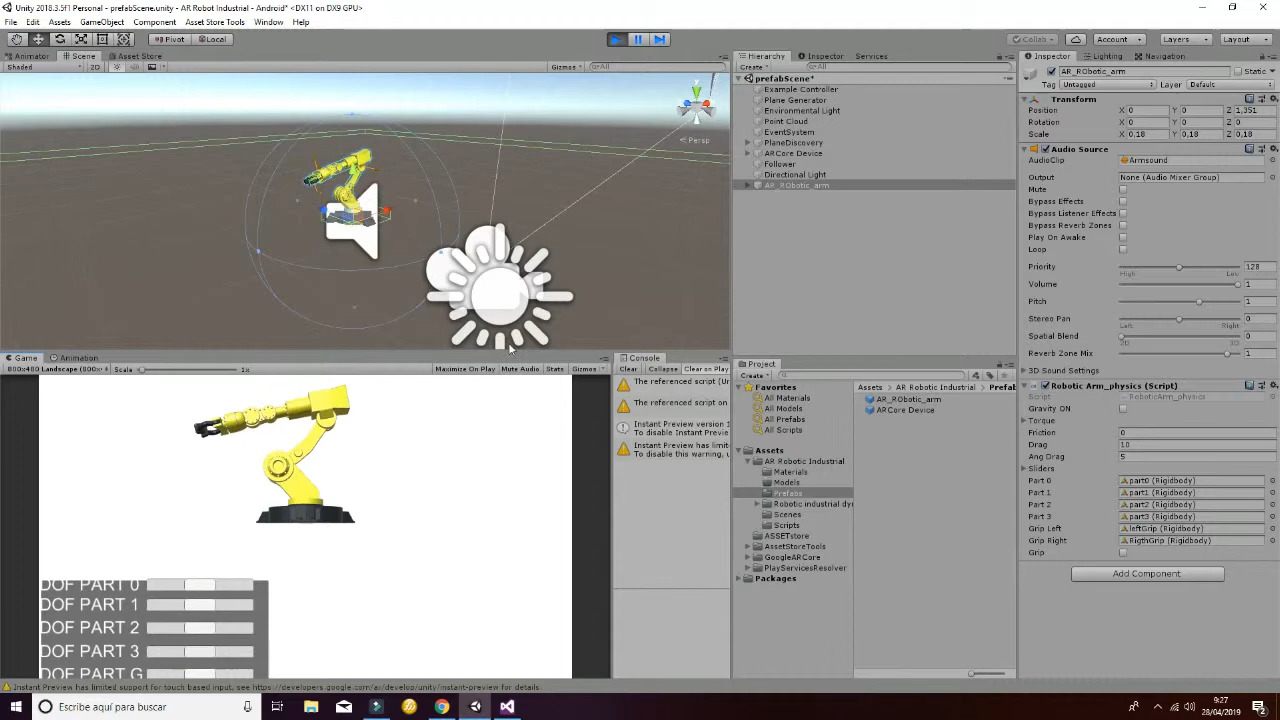 Unity 2018.3.5f1 Personal - prefabScene.unity - AR Robot Industrial - Android* <DX11 on DX9 GPU>
File Edit Assets GameObject Component Asset Store Tools Window Help
Pivot Local Collab Account Layers Layout
Animator Scene Asset Store
Shaded 2D Gizmos All
y
Persp
Game Animation
800x480 Landscape (800x Scale 1x Maximize On Play Mute Audio Stats Gizmos
DOF PART 0
DOF PART 1
DOF PART 2
DOF PART 3
DOF PART G
Console
Clear Collapse Clear on Play
The referenced script (Un
The referenced script on
Instant Preview version 1
To disable Instant Previe
Instant Preview has limit
To disable this warning, u
Hierarchy Inspector Services
Create All
prefabScene*
Example Controller
Plane Generator
Environmental Light
Point Cloud
EventSystem
PlaneDiscovery
ARCore Device
Follower
Directional Light
AR_RObotic_arm
Project
Create
Favorites
All Materials
All Models
All Prefabs
All Scripts
Assets
AR Robotic Industrial
Materials
Models
Prefabs
Robotic industrial dy
Scenes
Scripts
ASSETstore
AssetStoreTools
GoogleARCore
PlayServicesResolver
Packages
Assets AR Robotic Industrial Prefab
AR_RObotic_arm
ARCore Device
Inspector Lighting Navigation
AR_RObotic_arm Static
Tag Untagged Layer Default
Transform
Position X 0 Y 0 Z 1.351
Rotation X 0 Y 0 Z 0
Scale X 0,18 Y 0,18 Z 0,18
Audio Source
AudioClip Armsound
Output None (Audio Mixer Group)
Mute
Bypass Effects
Bypass Listener Effects
Bypass Reverb Zones
Play On Awake
Loop
Priority 128
High Low
Volume 1
Pitch 1
Stereo Pan 0
Left Right
Spatial Blend 0
2D 3D
Reverb Zone Mix 1
3D Sound Settings
Robotic Arm_physics (Script)
Script RoboticArm_physics
Gravity ON
Torque
Friction 0
Drag 10
Ang Drag 5
Sliders
Part 0 part0 (Rigidbody)
Part 1 part1 (Rigidbody)
Part 2 part2 (Rigidbody)
Part 3 part3 (Rigidbody)
Grip Left leftGrip (Rigidbody)
Grip Right RigthGrip (Rigidbody)
Grip
Add Component
Instant Preview has limited support for touch-based input, see https://developers.google.com/ar/develop/unity/instant-preview for details
Escribe aquí para buscar
9:27
28/04/2019